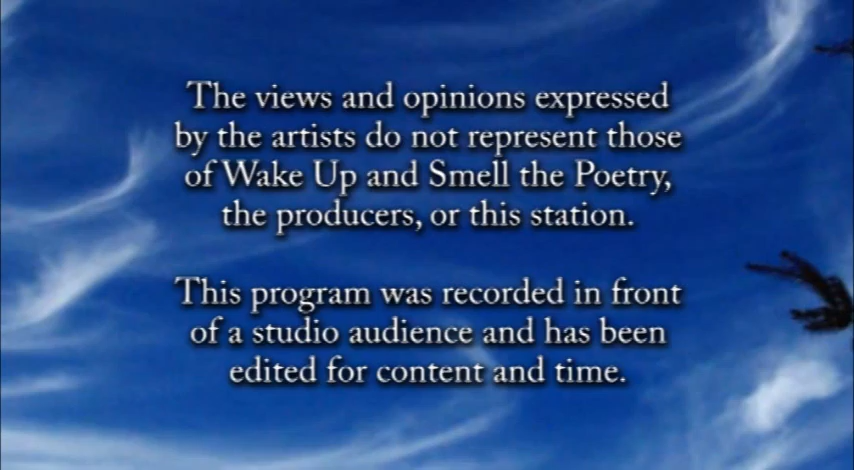 The views and opinions expressed
by the artists do not represent those
of Wake Up and Smell the Poetry,
the producers, or this station.
This program was recorded in front
of a studio audience and has been
edited for content and time.